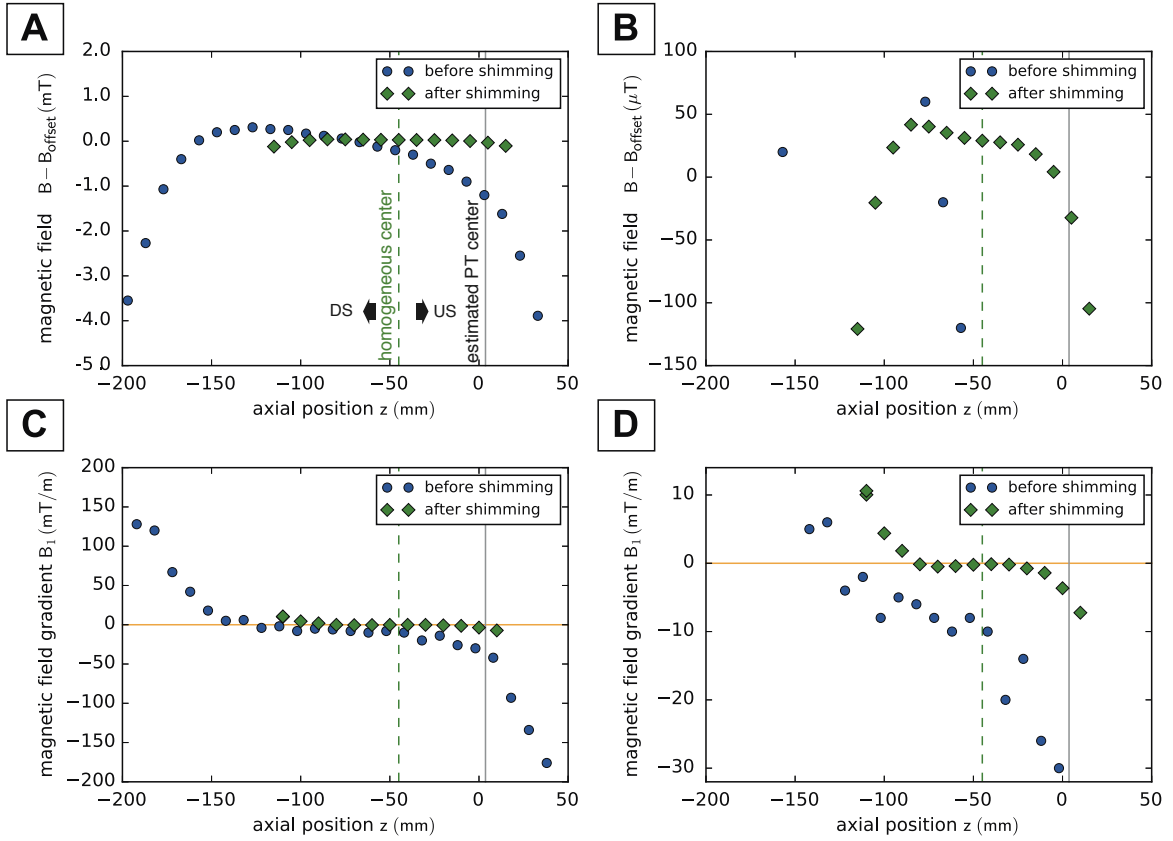 A
2.0
1.0
0.0
-1.0
-2.0
-3.0
-4.0
-5.0
magnetic field B − B_offset (mT)
before shimming
after shimming
DS
US
homogeneous center
estimated PT center
−200 −150 −100 −50 0 50
axial position z (mm)
B
100
50
0
−50
−100
−150
magnetic field B − B_offset (μT)
before shimming
after shimming
−200 −150 −100 −50 0 50
axial position z (mm)
C
200
150
100
50
0
−50
−100
−150
−200
magnetic field gradient B₁ (mT/m)
before shimming
after shimming
−200 −150 −100 −50 0 50
axial position z (mm)
D
10
0
−10
−20
−30
magnetic field gradient B₁ (mT/m)
before shimming
after shimming
−200 −150 −100 −50 0 50
axial position z (mm)